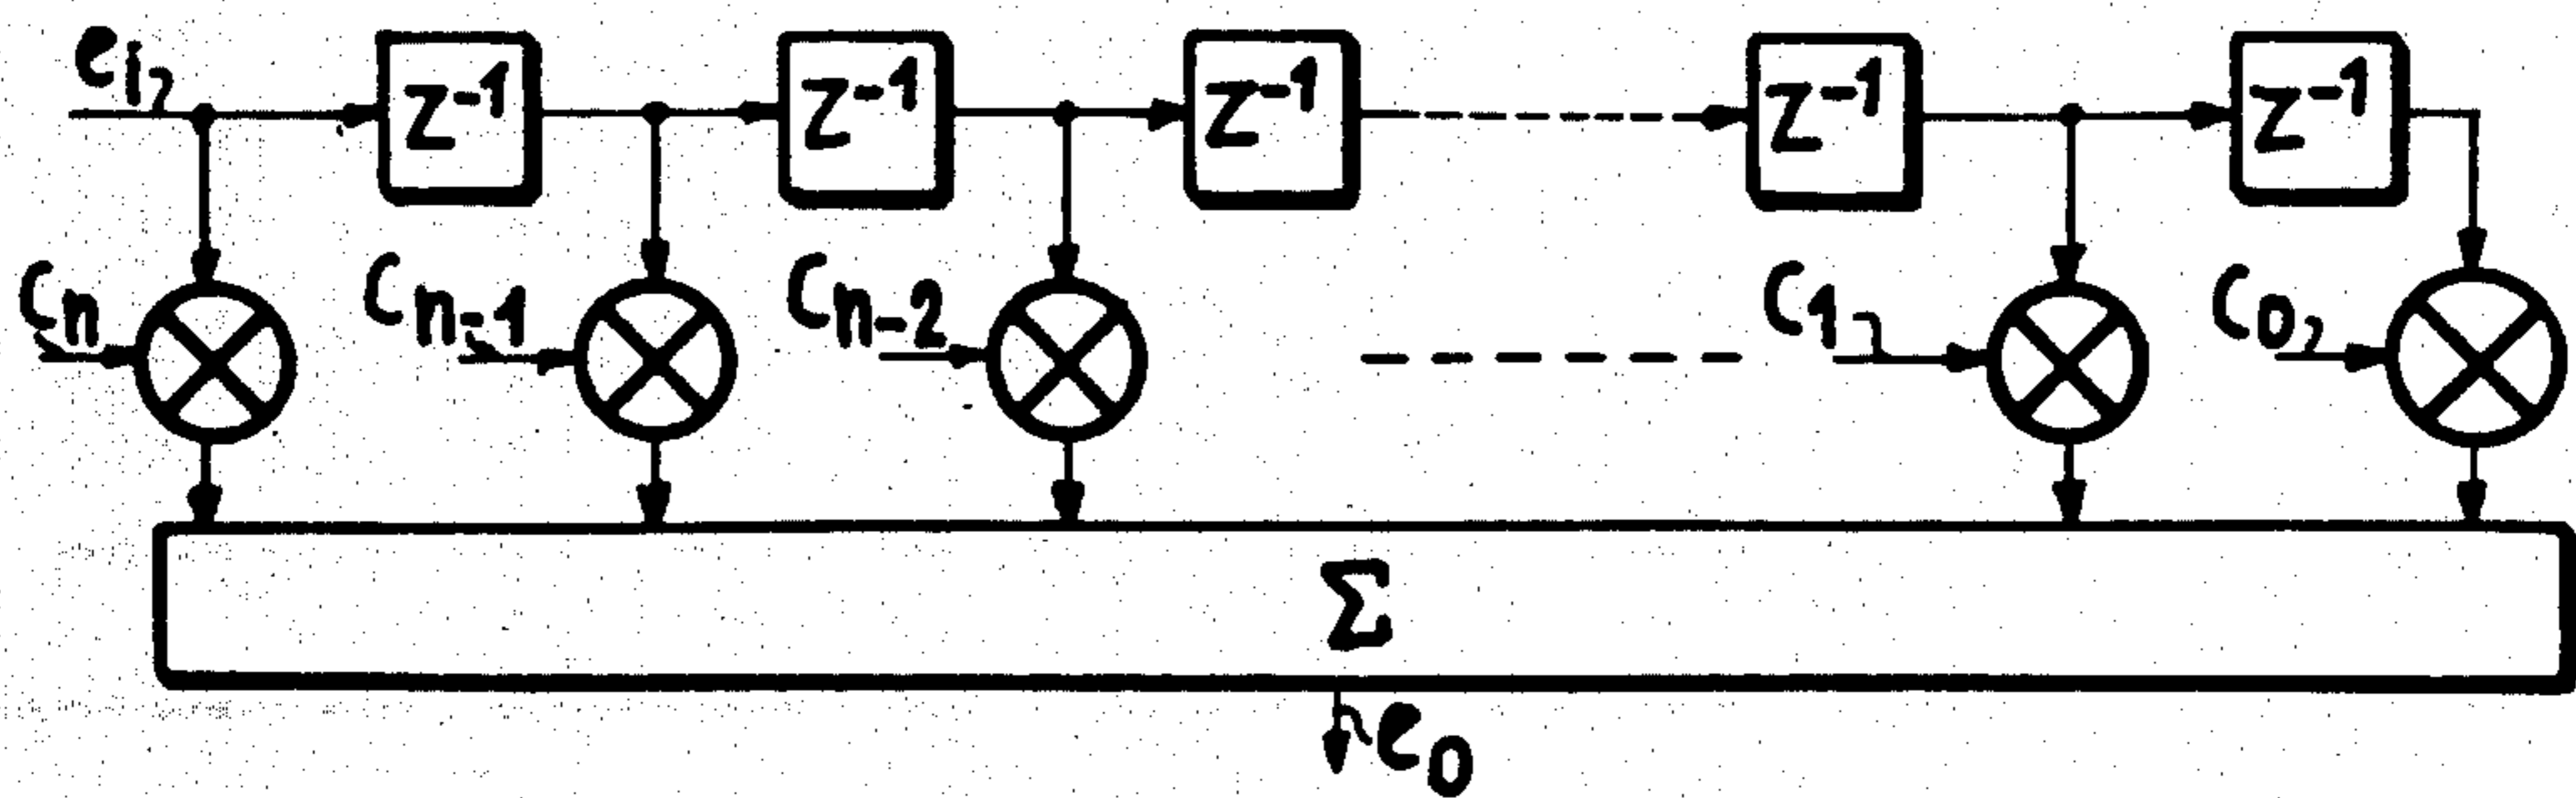 eᵢ
Z⁻¹ Z⁻¹ Z⁻¹ Z⁻¹ Z⁻¹
Cₙ Cₙ₋₁ Cₙ₋₂ C₁ C₀
Σ
e₀